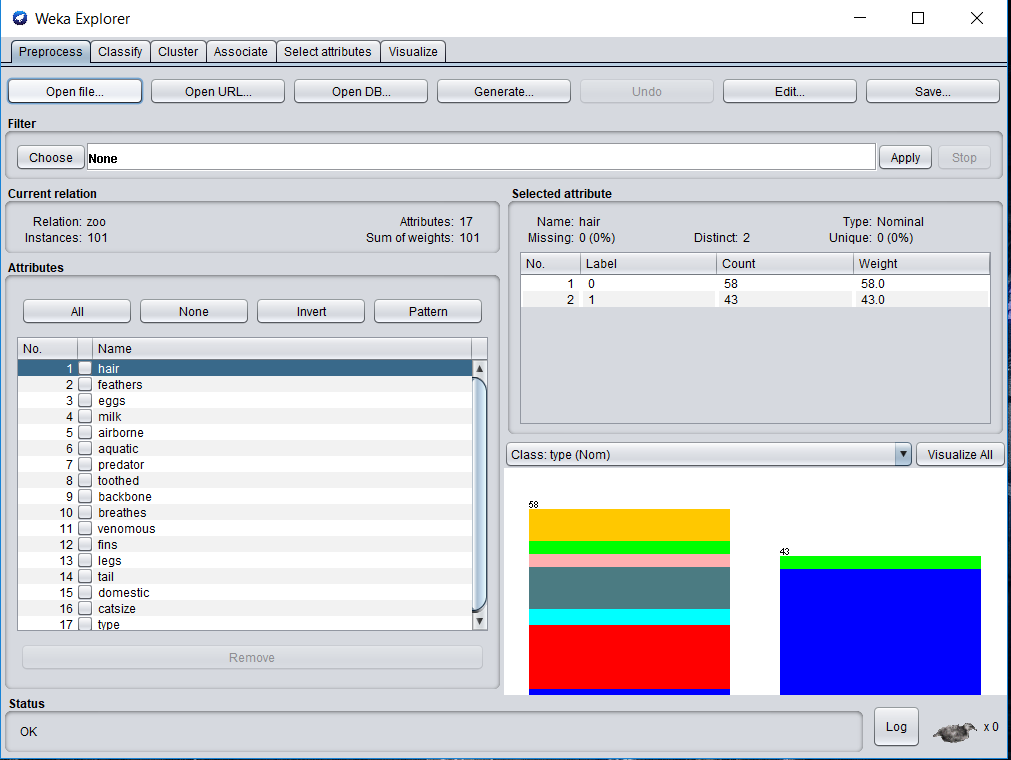 Weka Explorer
Preprocess Classify Cluster Associate Select attributes Visualize
Open file... Open URL... Open DB... Generate... Undo Edit... Save...
Filter
Choose None Apply Stop
Current relation
Relation: zoo Attributes: 17
Instances: 101 Sum of weights: 101
Attributes
All None Invert Pattern
No. Name
1 hair
2 feathers
3 eggs
4 milk
5 airborne
6 aquatic
7 predator
8 toothed
9 backbone
10 breathes
11 venomous
12 fins
13 legs
14 tail
15 domestic
16 catsize
17 type
Remove
Selected attribute
Name: hair Type: Nominal
Missing: 0 (0%) Distinct: 2 Unique: 0 (0%)
No. Label Count Weight
1 0 58 58.0
2 1 43 43.0
Class: type (Nom) Visualize All
58
43
Status
OK Log x 0